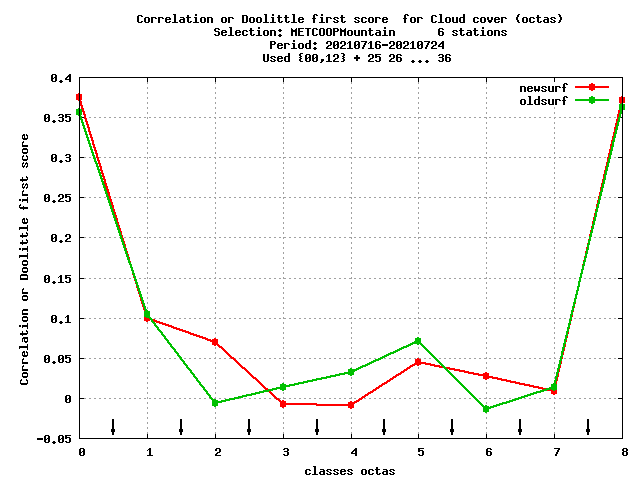 Correlation or Doolittle first score  for Cloud cover (octas)
Selection: METCOOPMountain      6 stations
Period: 20210716-20210724
Used {00,12} + 25 26 ... 36
newsurf
oldsurf
Correlation or Doolittle first score
0.4
0.35
0.3
0.25
0.2
0.15
0.1
0.05
0
-0.05
0 1 2 3 4 5 6 7 8
classes octas